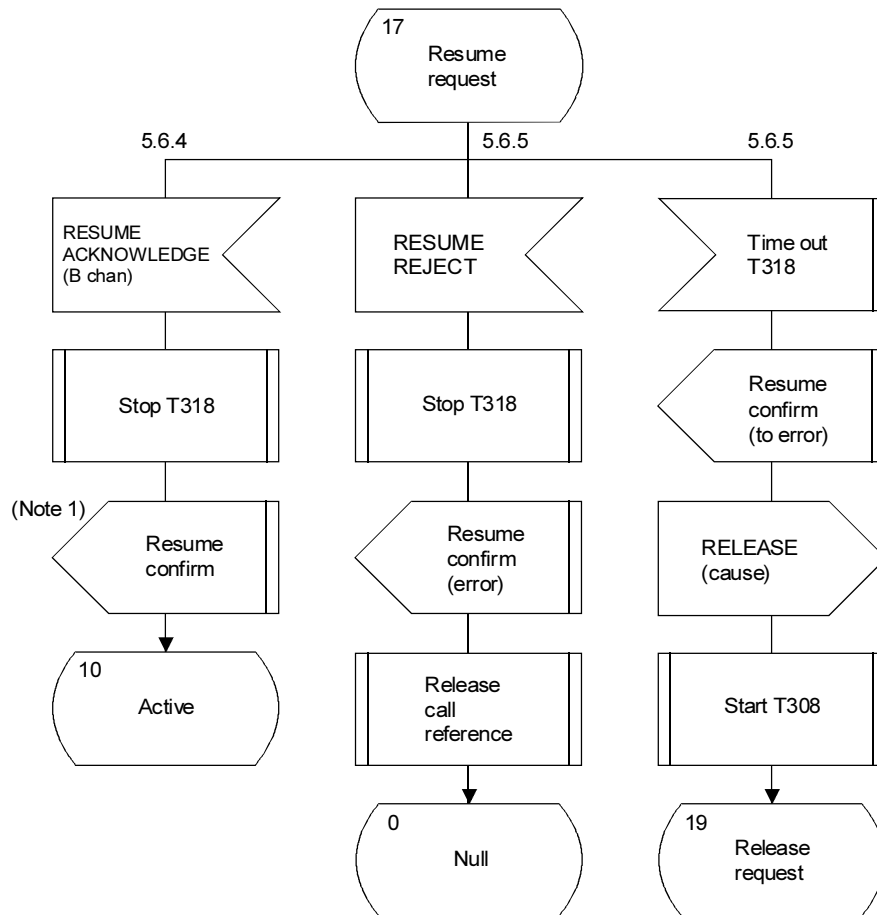 17
Resume
request
5.6.4
5.6.5
5.6.5
RESUME
ACKNOWLEDGE
(B chan)
RESUME
REJECT
Time out
T318
Stop T318
Stop T318
Resume
confirm
(to error)
(Note 1)
Resume
confirm
Resume
confirm
(error)
RELEASE
(cause)
10
Active
Release
call
reference
Start T308
0
Null
19
Release
request